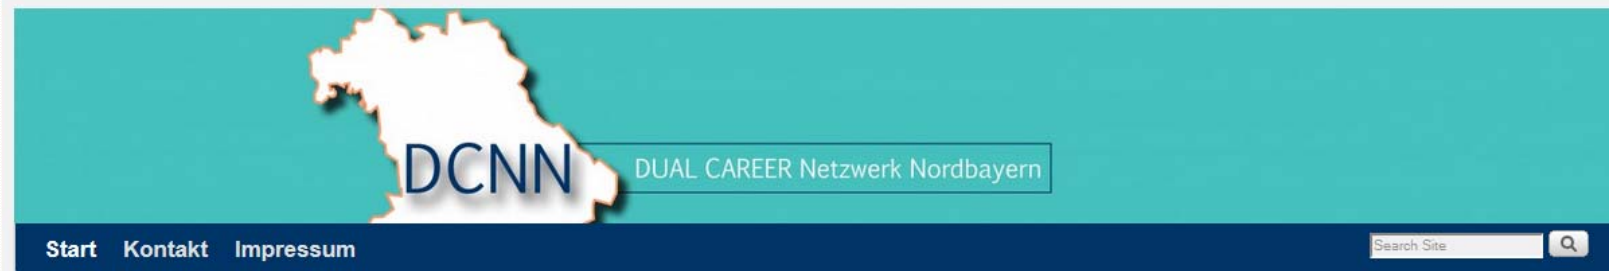 DCNN
DUAL CAREER Netzwerk Nordbayern
Start Kontakt Impressum
Search Site